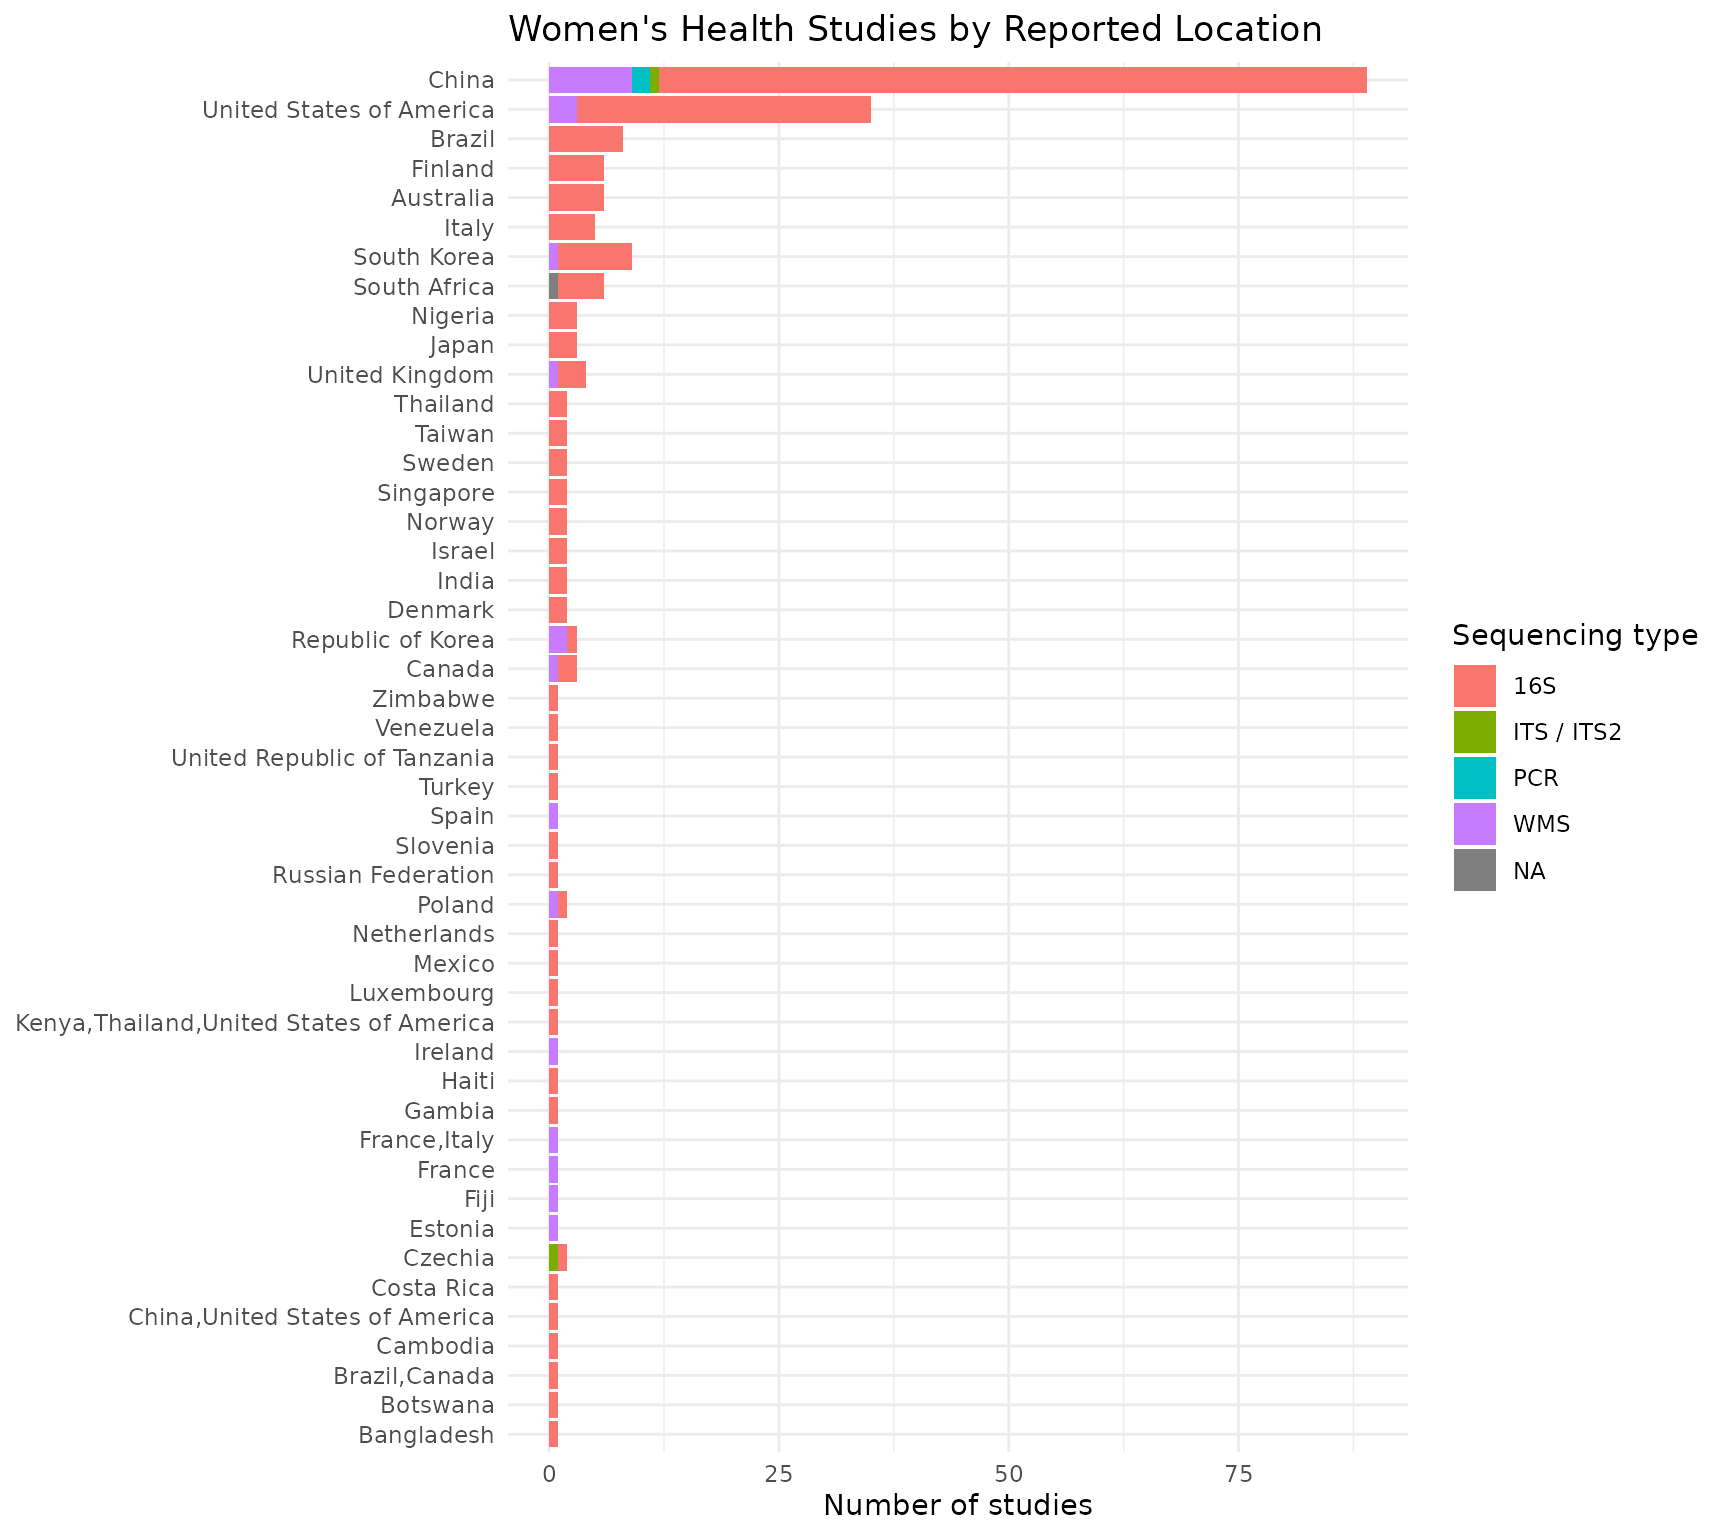 Women's Health Studies by Reported Location
China
United States of America
Brazil
Finland
Australia
Italy
South Korea
South Africa
Nigeria
Japan
United Kingdom
Thailand
Taiwan
Sweden
Singapore
Norway
Israel
India
Denmark
Republic of Korea
Canada
Zimbabwe
Venezuela
United Republic of Tanzania
Turkey
Spain
Slovenia
Russian Federation
Poland
Netherlands
Mexico
Luxembourg
Kenya,Thailand,United States of America
Ireland
Haiti
Gambia
France,Italy
France
Fiji
Estonia
Czechia
Costa Rica
China,United States of America
Cambodia
Brazil,Canada
Botswana
Bangladesh
0 25 50 75
Number of studies
Sequencing type
16S
ITS / ITS2
PCR
WMS
NA